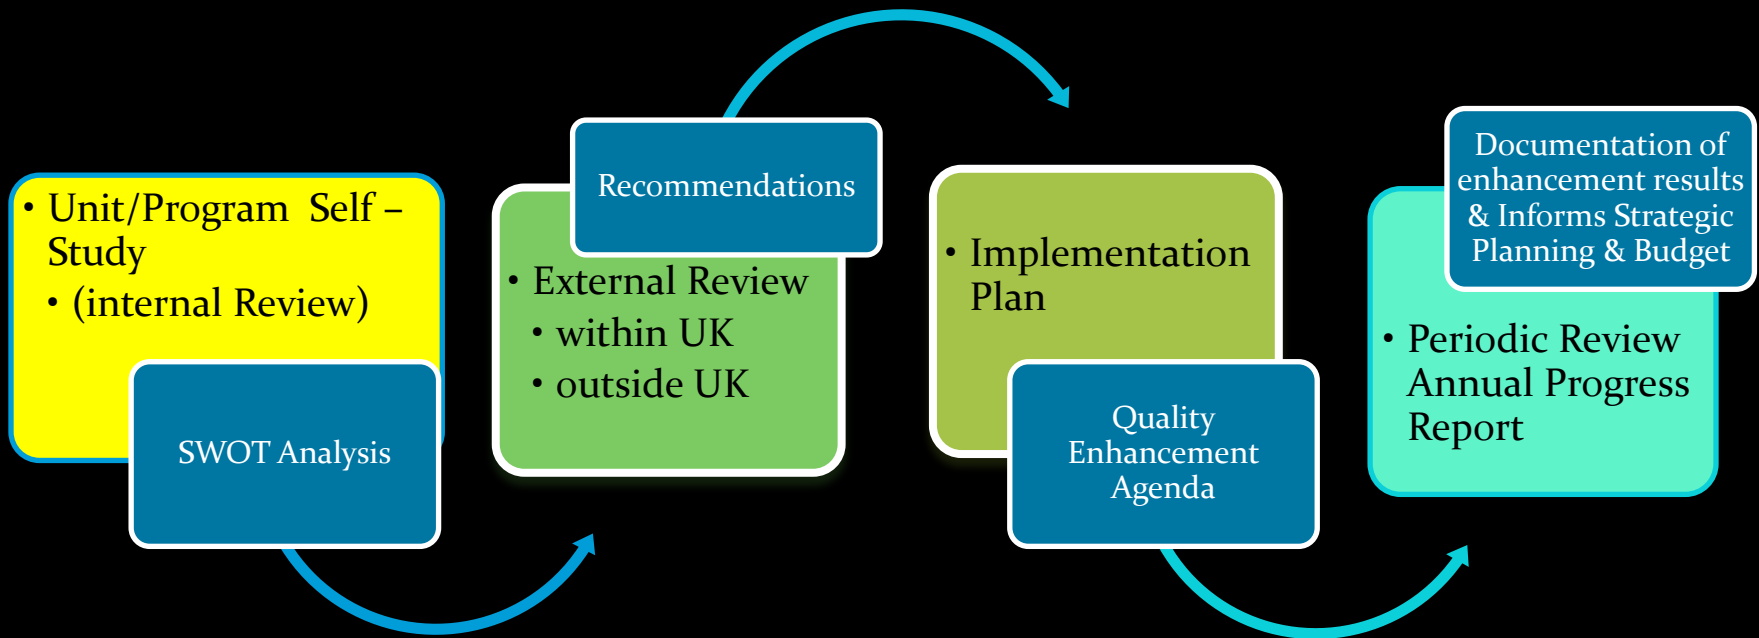 • Unit/Program Self –
Study
• (internal Review)
SWOT Analysis
Recommendations
• External Review
• within UK
• outside UK
• Implementation
Plan
Quality
Enhancement
Agenda
Documentation of
enhancement results
& Informs Strategic
Planning & Budget
• Periodic Review
Annual Progress
Report